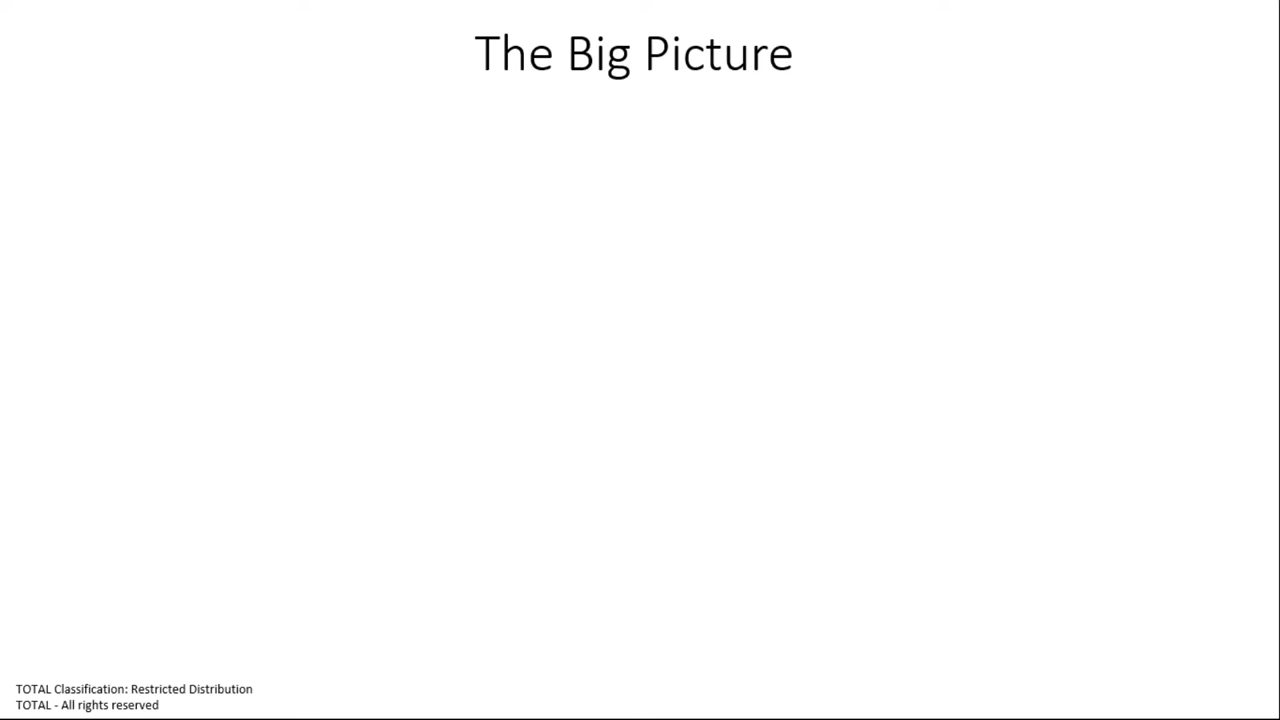 The Big Picture
TOTAL Classification: Restricted Distribution
TOTAL - All rights reserved